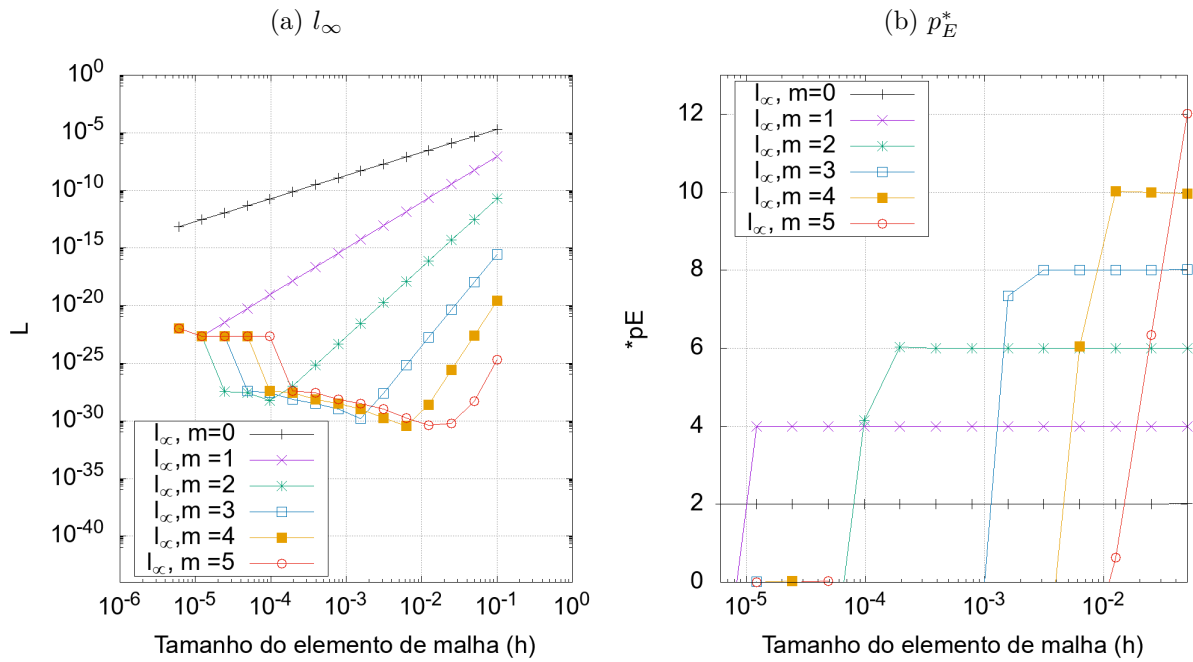 (a) l∞
10^0
10^-5
10^-10
10^-15
10^-20
10^-25
10^-30
10^-35
10^-40
L
l∞, m=0
l∞,m =1
l∞,m =2
l∞,m =3
l∞,m =4
l∞, m =5
10^-6 10^-5 10^-4 10^-3 10^-2 10^-1 10^0
Tamanho do elemento de malha (h)
(b) p*E
12
10
8
6
4
2
0
*pE
l∞, m=0
l∞,m =1
l∞,m =2
l∞,m =3
l∞,m =4
l∞, m =5
10^-5 10^-4 10^-3 10^-2
Tamanho do elemento de malha (h)